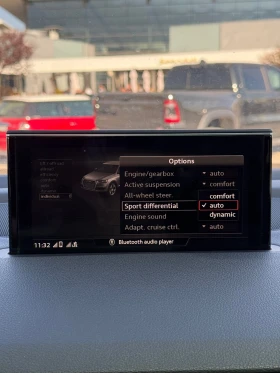 Options
Engine/gearbox auto
Active suspension comfort
All-wheel steer. comfort
Sport differential ✓ auto
Engine sound dynamic
Adapt. cruise ctrl. auto
11:32 Bluetooth audio player